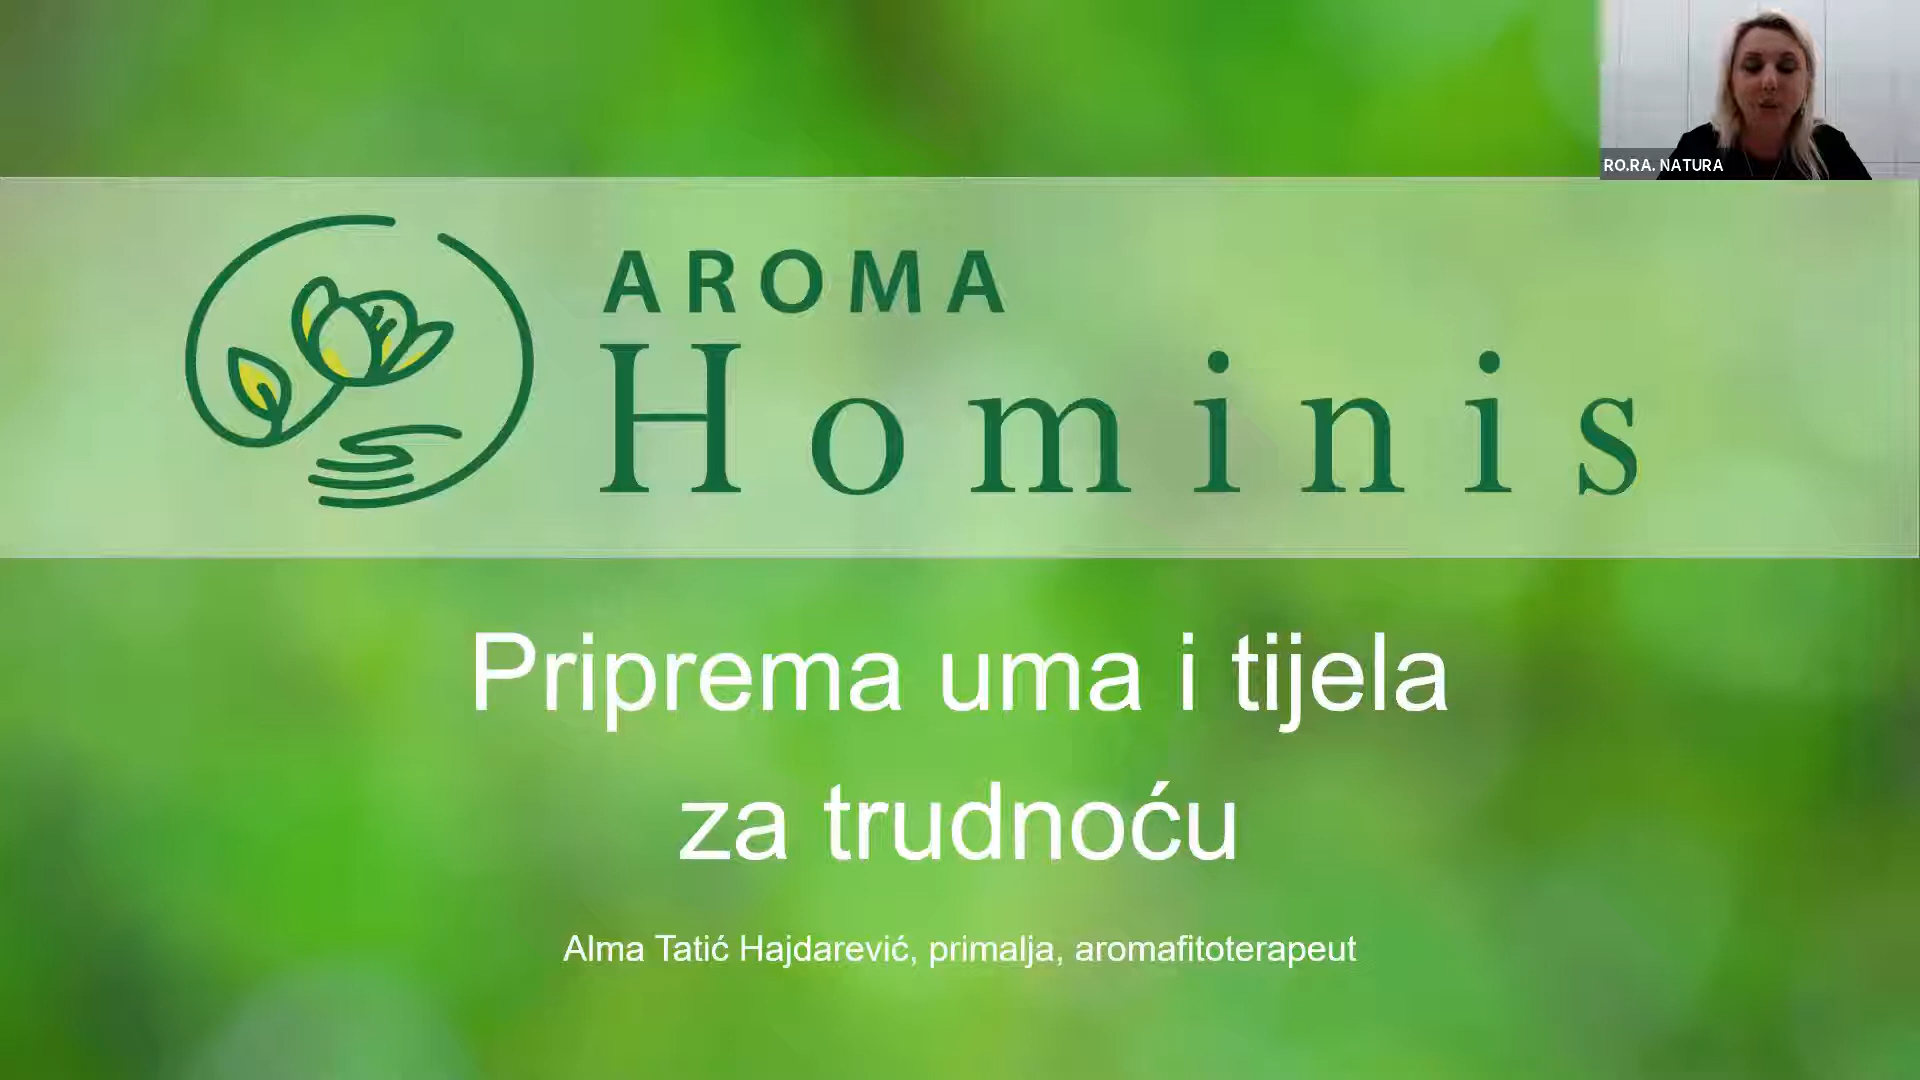 RO.RA. NATURA
AROMA
Hominis
Priprema uma i tijela
za trudnoću
Alma Tatić Hajdarević, primalja, aromafitoterapeut